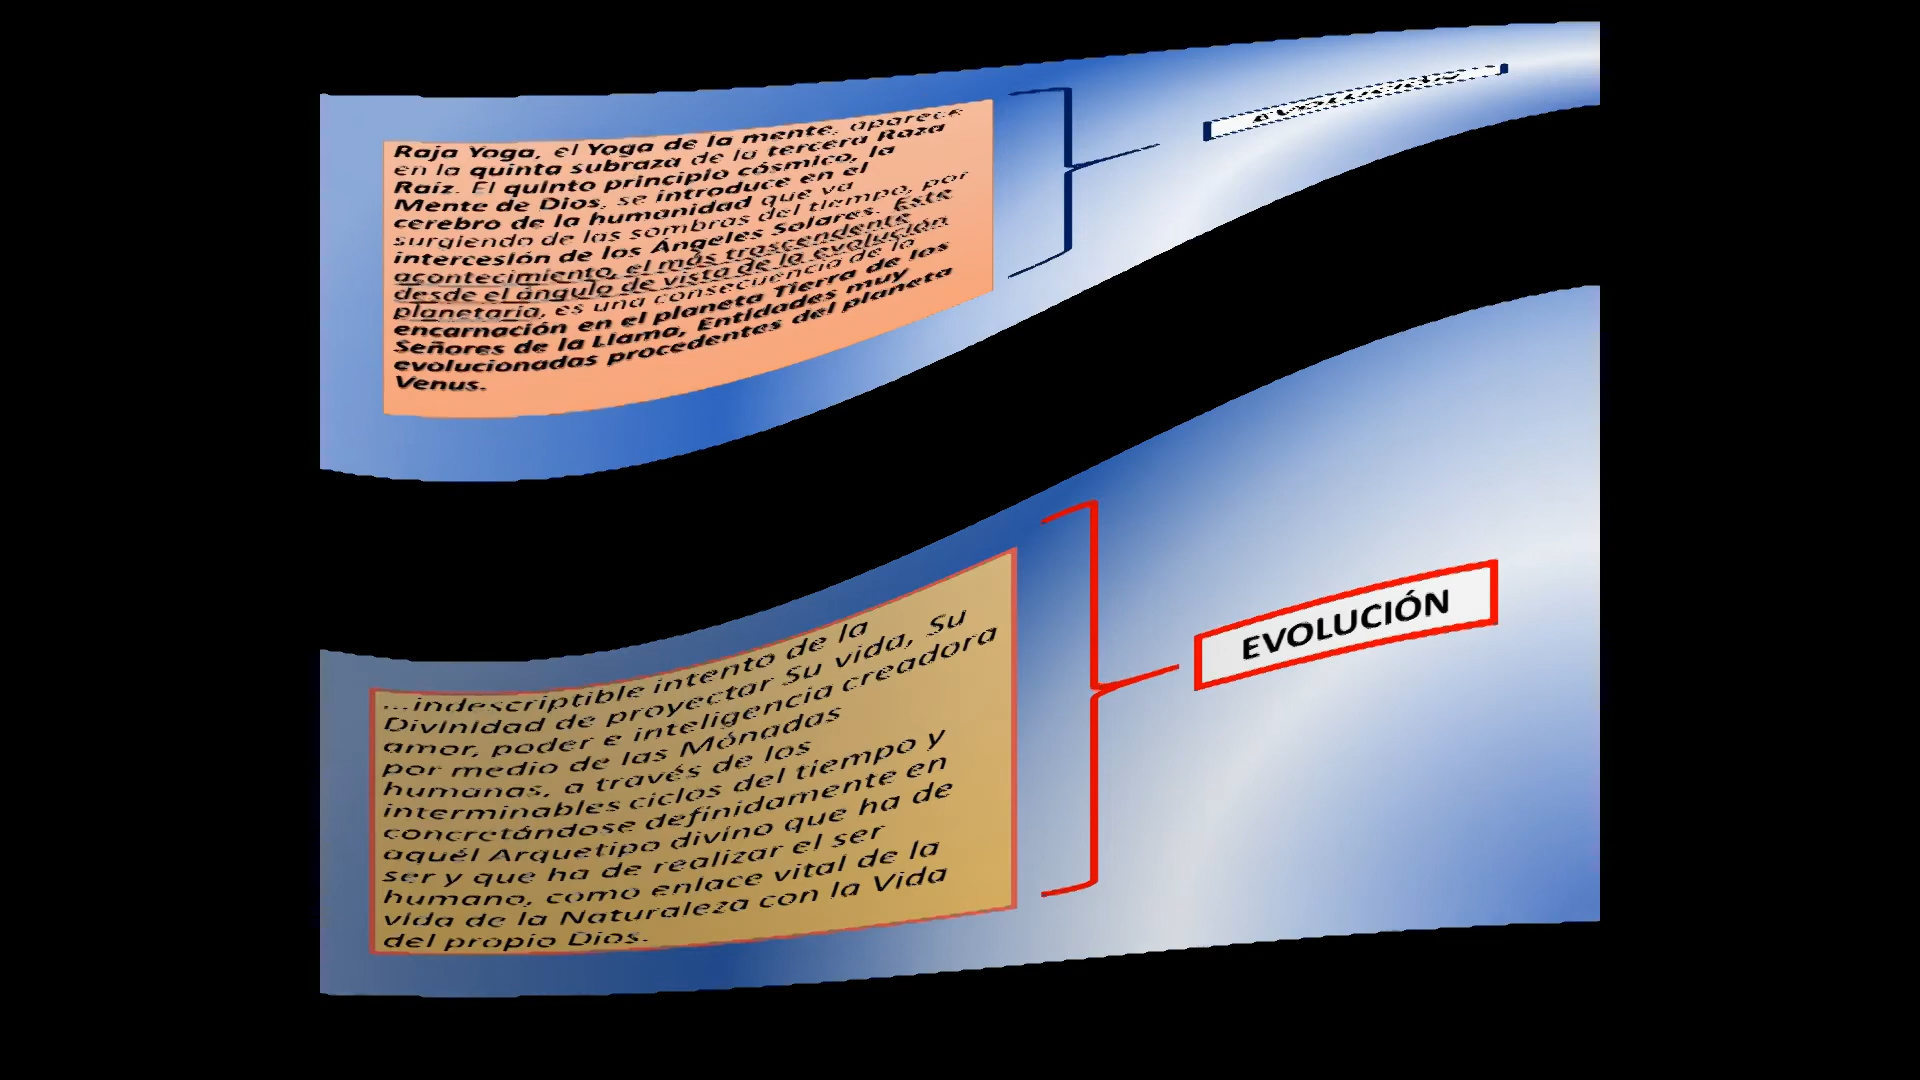 Raja Yoga, el Yoga de la mente, aparece
en la quinta subraza de la tercera Raza
Raíz. El quinto principio cósmico, la
Mente de Dios, se introduce en el
cerebro de la humanidad que va
surgiendo de las sombras del tiempo, por
intercesión de los Ángeles Solares. Este
acontecimiento, el más trascendente
desde el ángulo de vista de la evolución
planetaria, es una consecuencia de la
encarnación en el planeta Tierra de los
Señores de la Llama, Entidades muy
evolucionadas procedentes del planeta
Venus.
...indescriptible intento de la
Divinidad de proyectar Su vida, Su
amor, poder e inteligencia creadora
por medio de las Mónadas
humanas, a través de los
interminables ciclos del tiempo y
concretándose definidamente en
aquél Arquetipo divino que ha de
ser y que ha de realizar el ser
humano, como enlace vital de la
vida de la Naturaleza con la Vida
del propio Dios.
EVOLUCIÓN